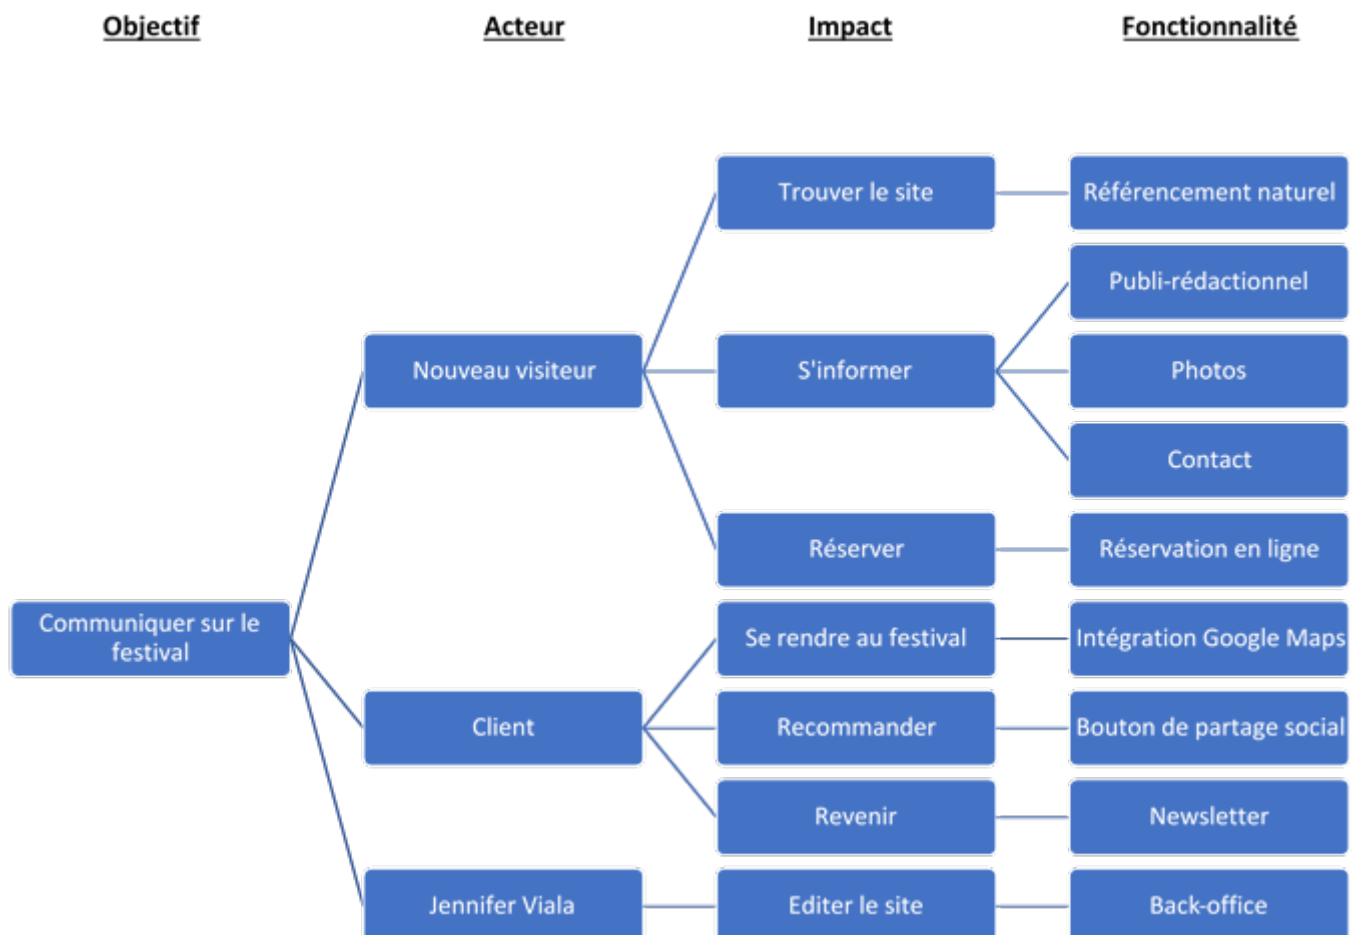 Objectif
Acteur
Impact
Fonctionnalité
Trouver le site
Référencement naturel
Publi-rédactionnel
Nouveau visiteur
S'informer
Photos
Contact
Réserver
Réservation en ligne
Communiquer sur le
festival
Se rendre au festival
Intégration Google Maps
Client
Recommander
Bouton de partage social
Revenir
Newsletter
Jennifer Viala
Editer le site
Back-office